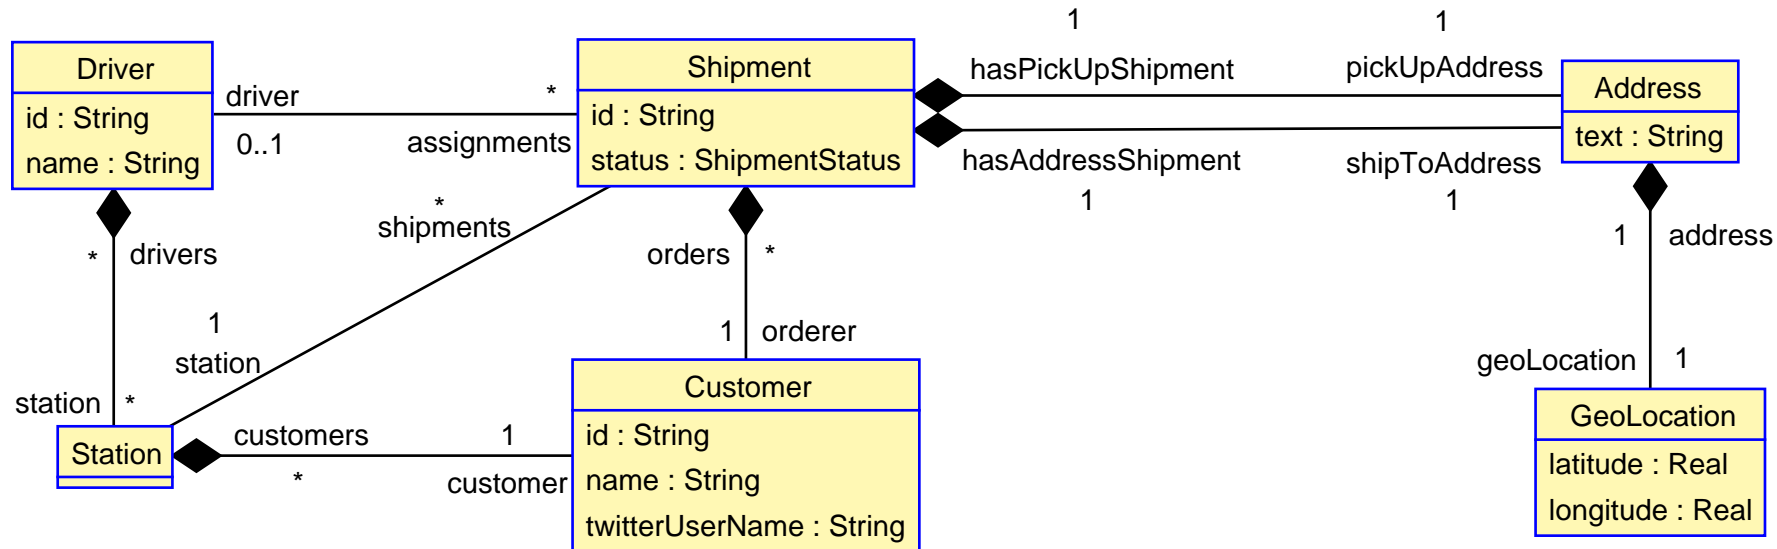 1
1
Driver
id : String
name : String
driver
0..1
*
assignments
Shipment
id : String
status : ShipmentStatus
hasPickUpShipment
pickUpAddress
hasAddressShipment
1
shipToAddress
1
Address
text : String
*
drivers
*
shipments
orders
*
1
address
1
station
1
orderer
geoLocation
1
station
*
Station
customers
*
1
customer
Customer
id : String
name : String
twitterUserName : String
GeoLocation
latitude : Real
longitude : Real